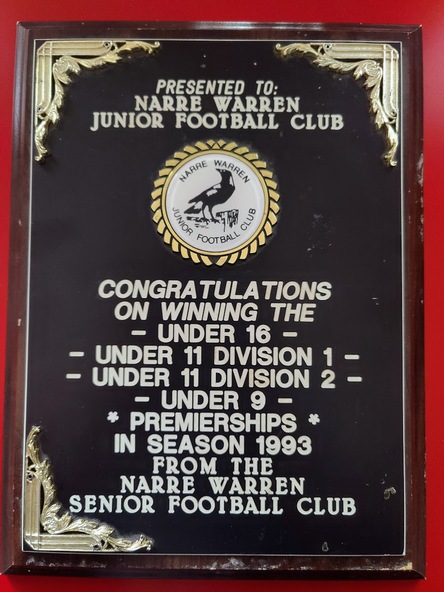 PRESENTED TO:
NARRE WARREN
JUNIOR FOOTBALL CLUB
NARRE WARREN
JUNIOR FOOTBALL CLUB
CONGRATULATIONS
ON WINNING THE
- UNDER 16 -
- UNDER 11 DIVISION 1 -
- UNDER 11 DIVISION 2 -
- UNDER 9 -
* PREMIERSHIPS *
IN SEASON 1993
FROM THE
NARRE WARREN
SENIOR FOOTBALL CLUB